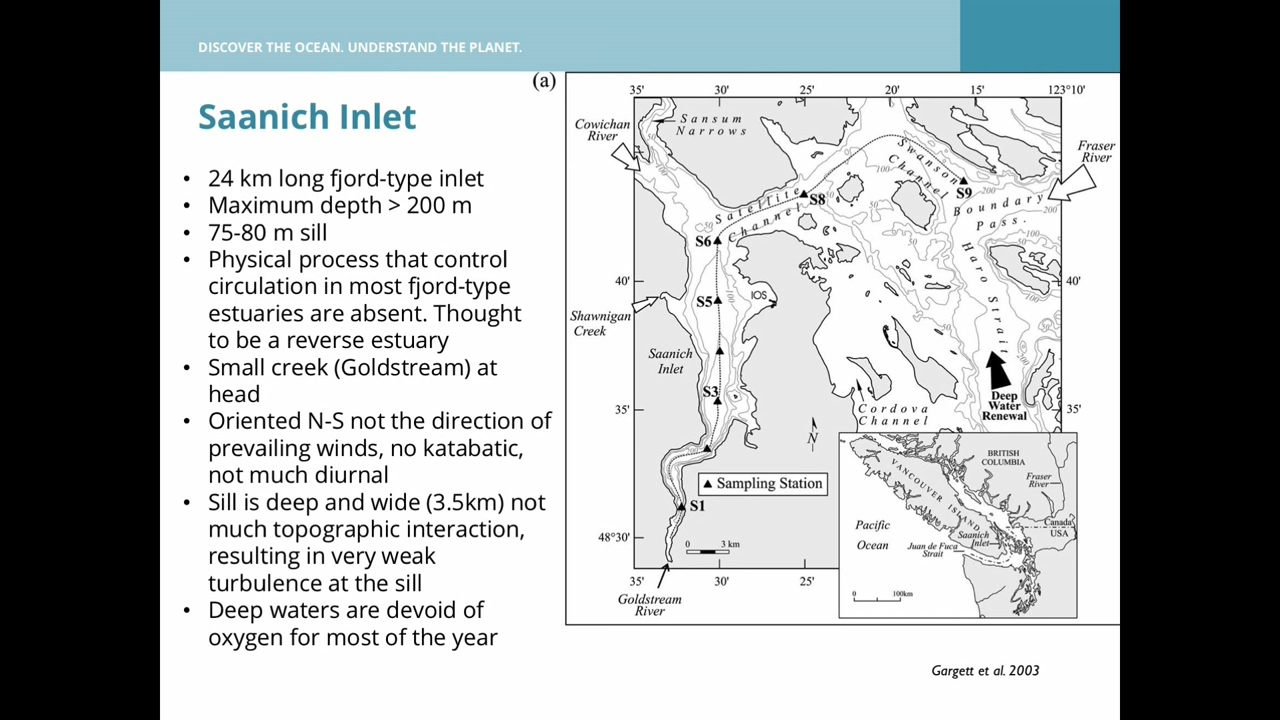 DISCOVER THE OCEAN. UNDERSTAND THE PLANET.
Saanich Inlet
• 24 km long fjord-type inlet
• Maximum depth > 200 m
• 75-80 m sill
• Physical process that control
circulation in most fjord-type
estuaries are absent. Thought
to be a reverse estuary
• Small creek (Goldstream) at
head
• Oriented N-S not the direction of
prevailing winds, no katabatic,
not much diurnal
• Sill is deep and wide (3.5km) not
much topographic interaction,
resulting in very weak
turbulence at the sill
• Deep waters are devoid of
oxygen for most of the year
(a)
35' 30' 25' 20' 15' 123°10'
Cowichan
River
Sansum
Narrows
Fraser
River
Swanson
Channel
S9
Satellite
Channel
S8
Boundary
Pass.
S6
Haro Strait
40' 40'
S5
IOS
Shawnigan
Creek
Saanich
Inlet
S3
Deep
Water
Renewal
35' 35'
Cordova
Channel
N
▲ Sampling Station
S1
48°30'
0 3 km
35' 30' 25'
Goldstream
River
BRITISH
COLUMBIA
VANCOUVER ISLAND
Fraser
River
Canada
USA
Pacific
Ocean
Saanich
Inlet
Juan de Fuca
Strait
0 100km
Gargett et al. 2003